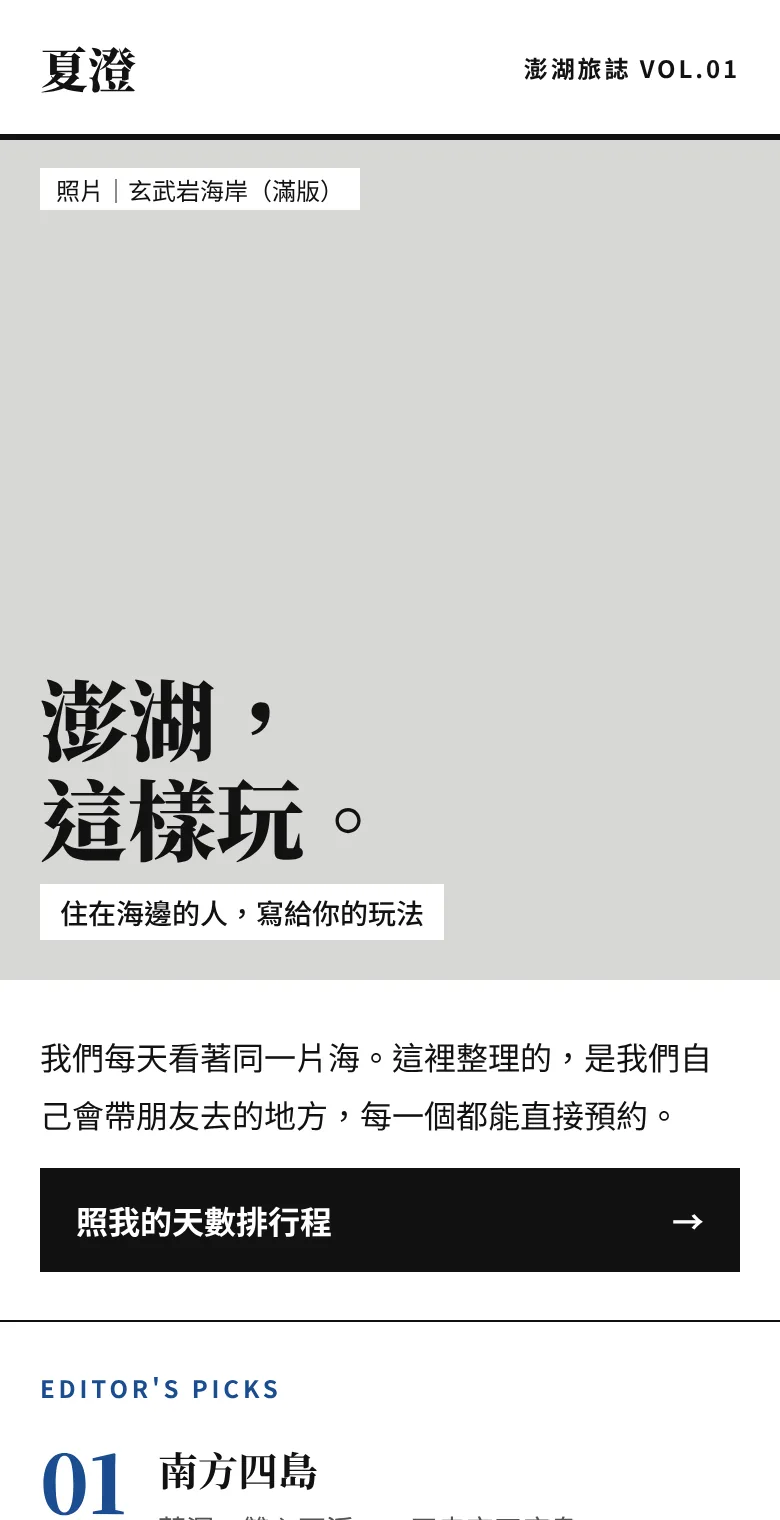 夏澄
澎湖旅誌 VOL.01
照片｜玄武岩海岸（滿版）
澎湖，
這樣玩。
住在海邊的人，寫給你的玩法
我們每天看著同一片海。這裡整理的，是我們自
己會帶朋友去的地方，每一個都能直接預約。
照我的天數排行程 →
EDITOR'S PICKS
01 南方四島